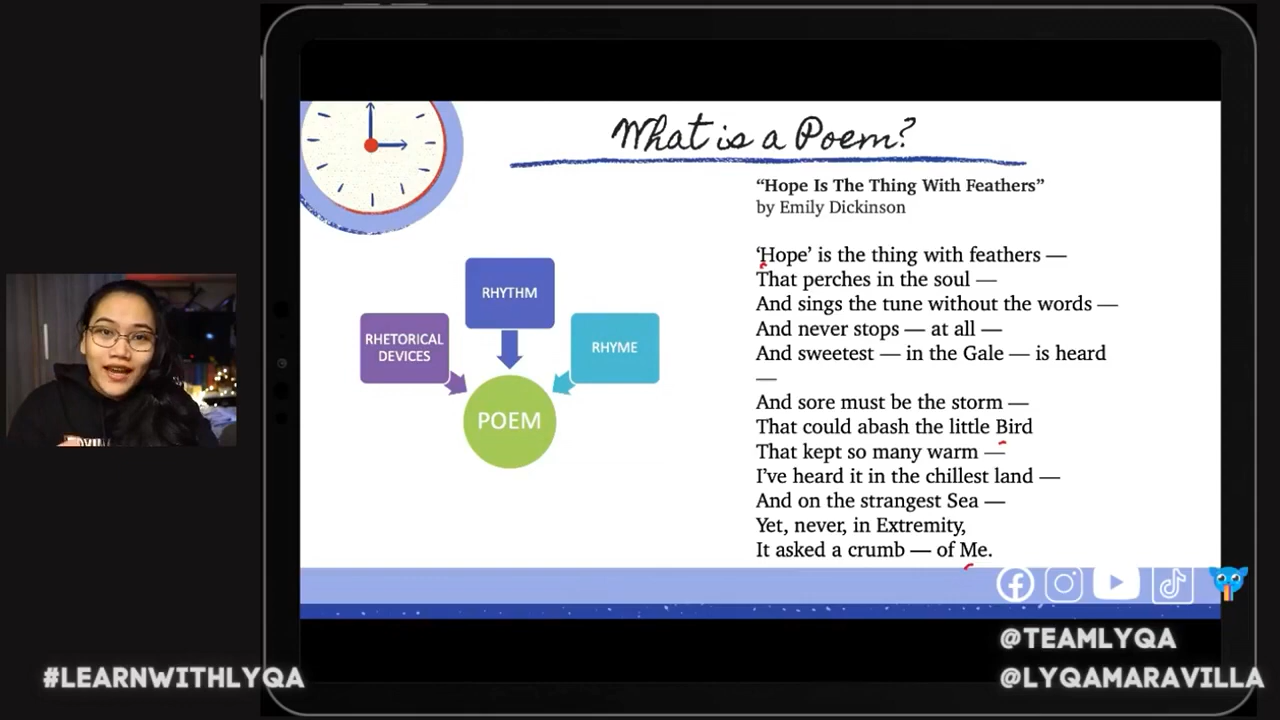 What is a Poem?
“Hope Is The Thing With Feathers”
by Emily Dickinson
‘Hope’ is the thing with feathers —
That perches in the soul —
And sings the tune without the words —
And never stops — at all —
And sweetest — in the Gale — is heard
—
And sore must be the storm —
That could abash the little Bird
That kept so many warm —
I’ve heard it in the chillest land —
And on the strangest Sea —
Yet, never, in Extremity,
It asked a crumb — of Me.
RHYTHM
RHETORICAL
DEVICES
RHYME
POEM
@TEAMLYQA
#LEARNWITHLYQA
@LYQAMARAVILLA